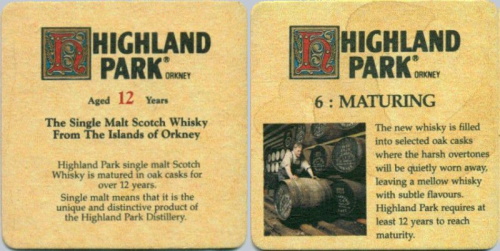 HIGHLAND
PARK®
ORKNEY
Aged 12 Years
The Single Malt Scotch Whisky
From The Islands of Orkney
Highland Park single malt Scotch
Whisky is matured in oak casks for
over 12 years.
Single malt means that it is the
unique and distinctive product of
the Highland Park Distillery.
HIGHLAND
PARK®
ORKNEY
6 : MATURING
The new whisky is filled
into selected oak casks
where the harsh overtones
will be quietly worn away,
leaving a mellow whisky
with subtle flavours.
Highland Park requires at
least 12 years to reach
maturity.